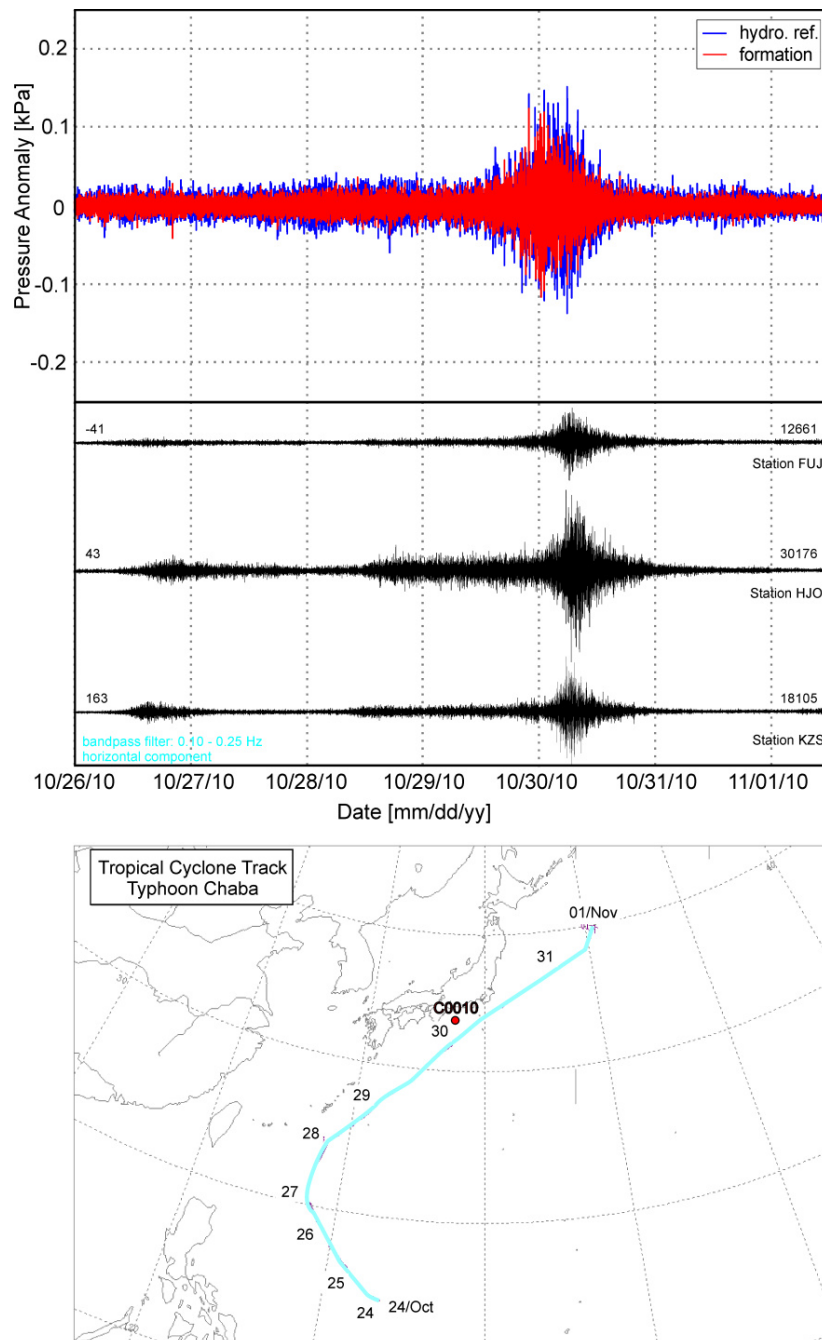 0.2
hydro. ref.
formation
0.1
0
-0.1
-0.2
Pressure Anomaly [kPa]
-41
12661
Station FUJ
43
30176
Station HJO
163
18105
Station KZS
bandpass filter: 0.10 - 0.25 Hz
horizontal component
10/26/10 10/27/10 10/28/10 10/29/10 10/30/10 10/31/10 11/01/10
Date [mm/dd/yy]
Tropical Cyclone Track
Typhoon Chaba
40
30
01/Nov
31
C0010
30
29
28
27
26
25
24
24/Oct